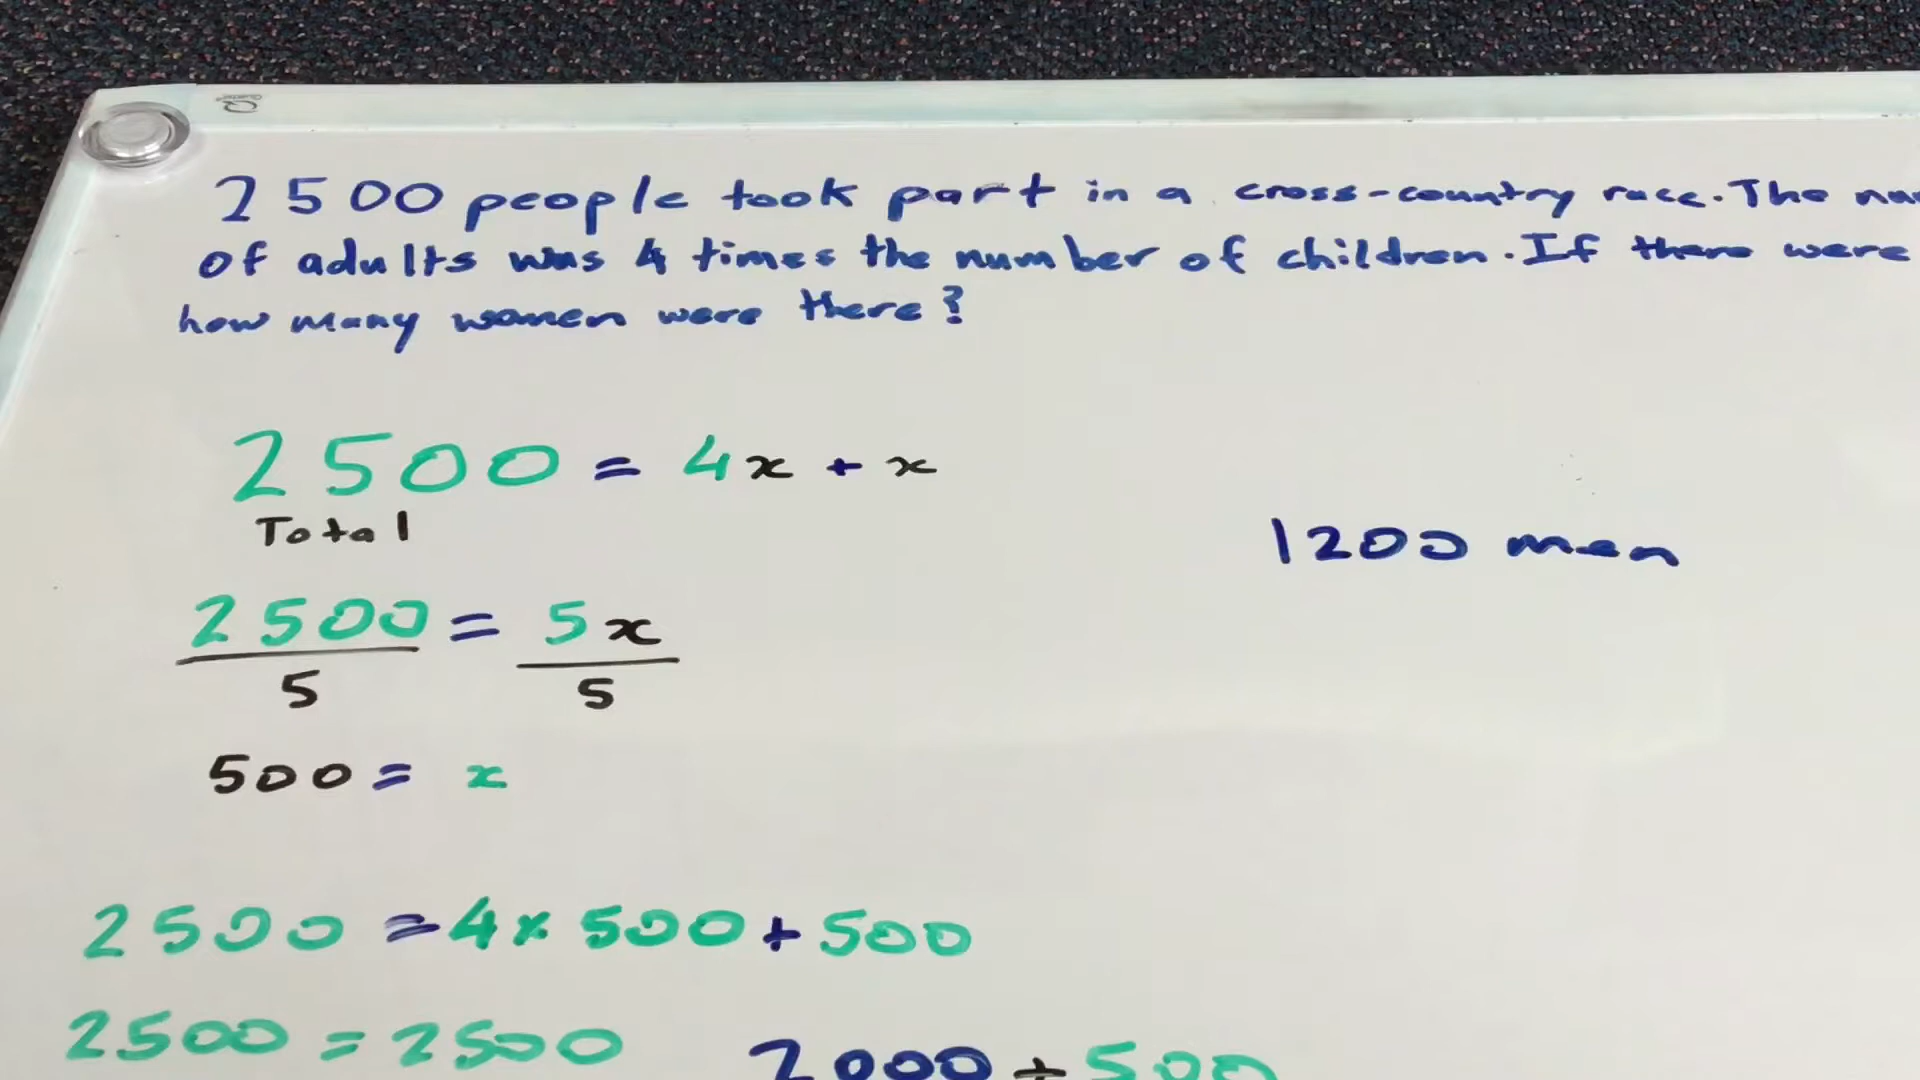 2500 people took part in a cross-country race. The
of adults was 4 times the number of children. If there were
how many women were there?
2500 = 4x + x
Total
1200 men
2500 = 5x
5 5
500 = x
2500 = 4x 500 + 500
2500 = 2500
2000 + 500